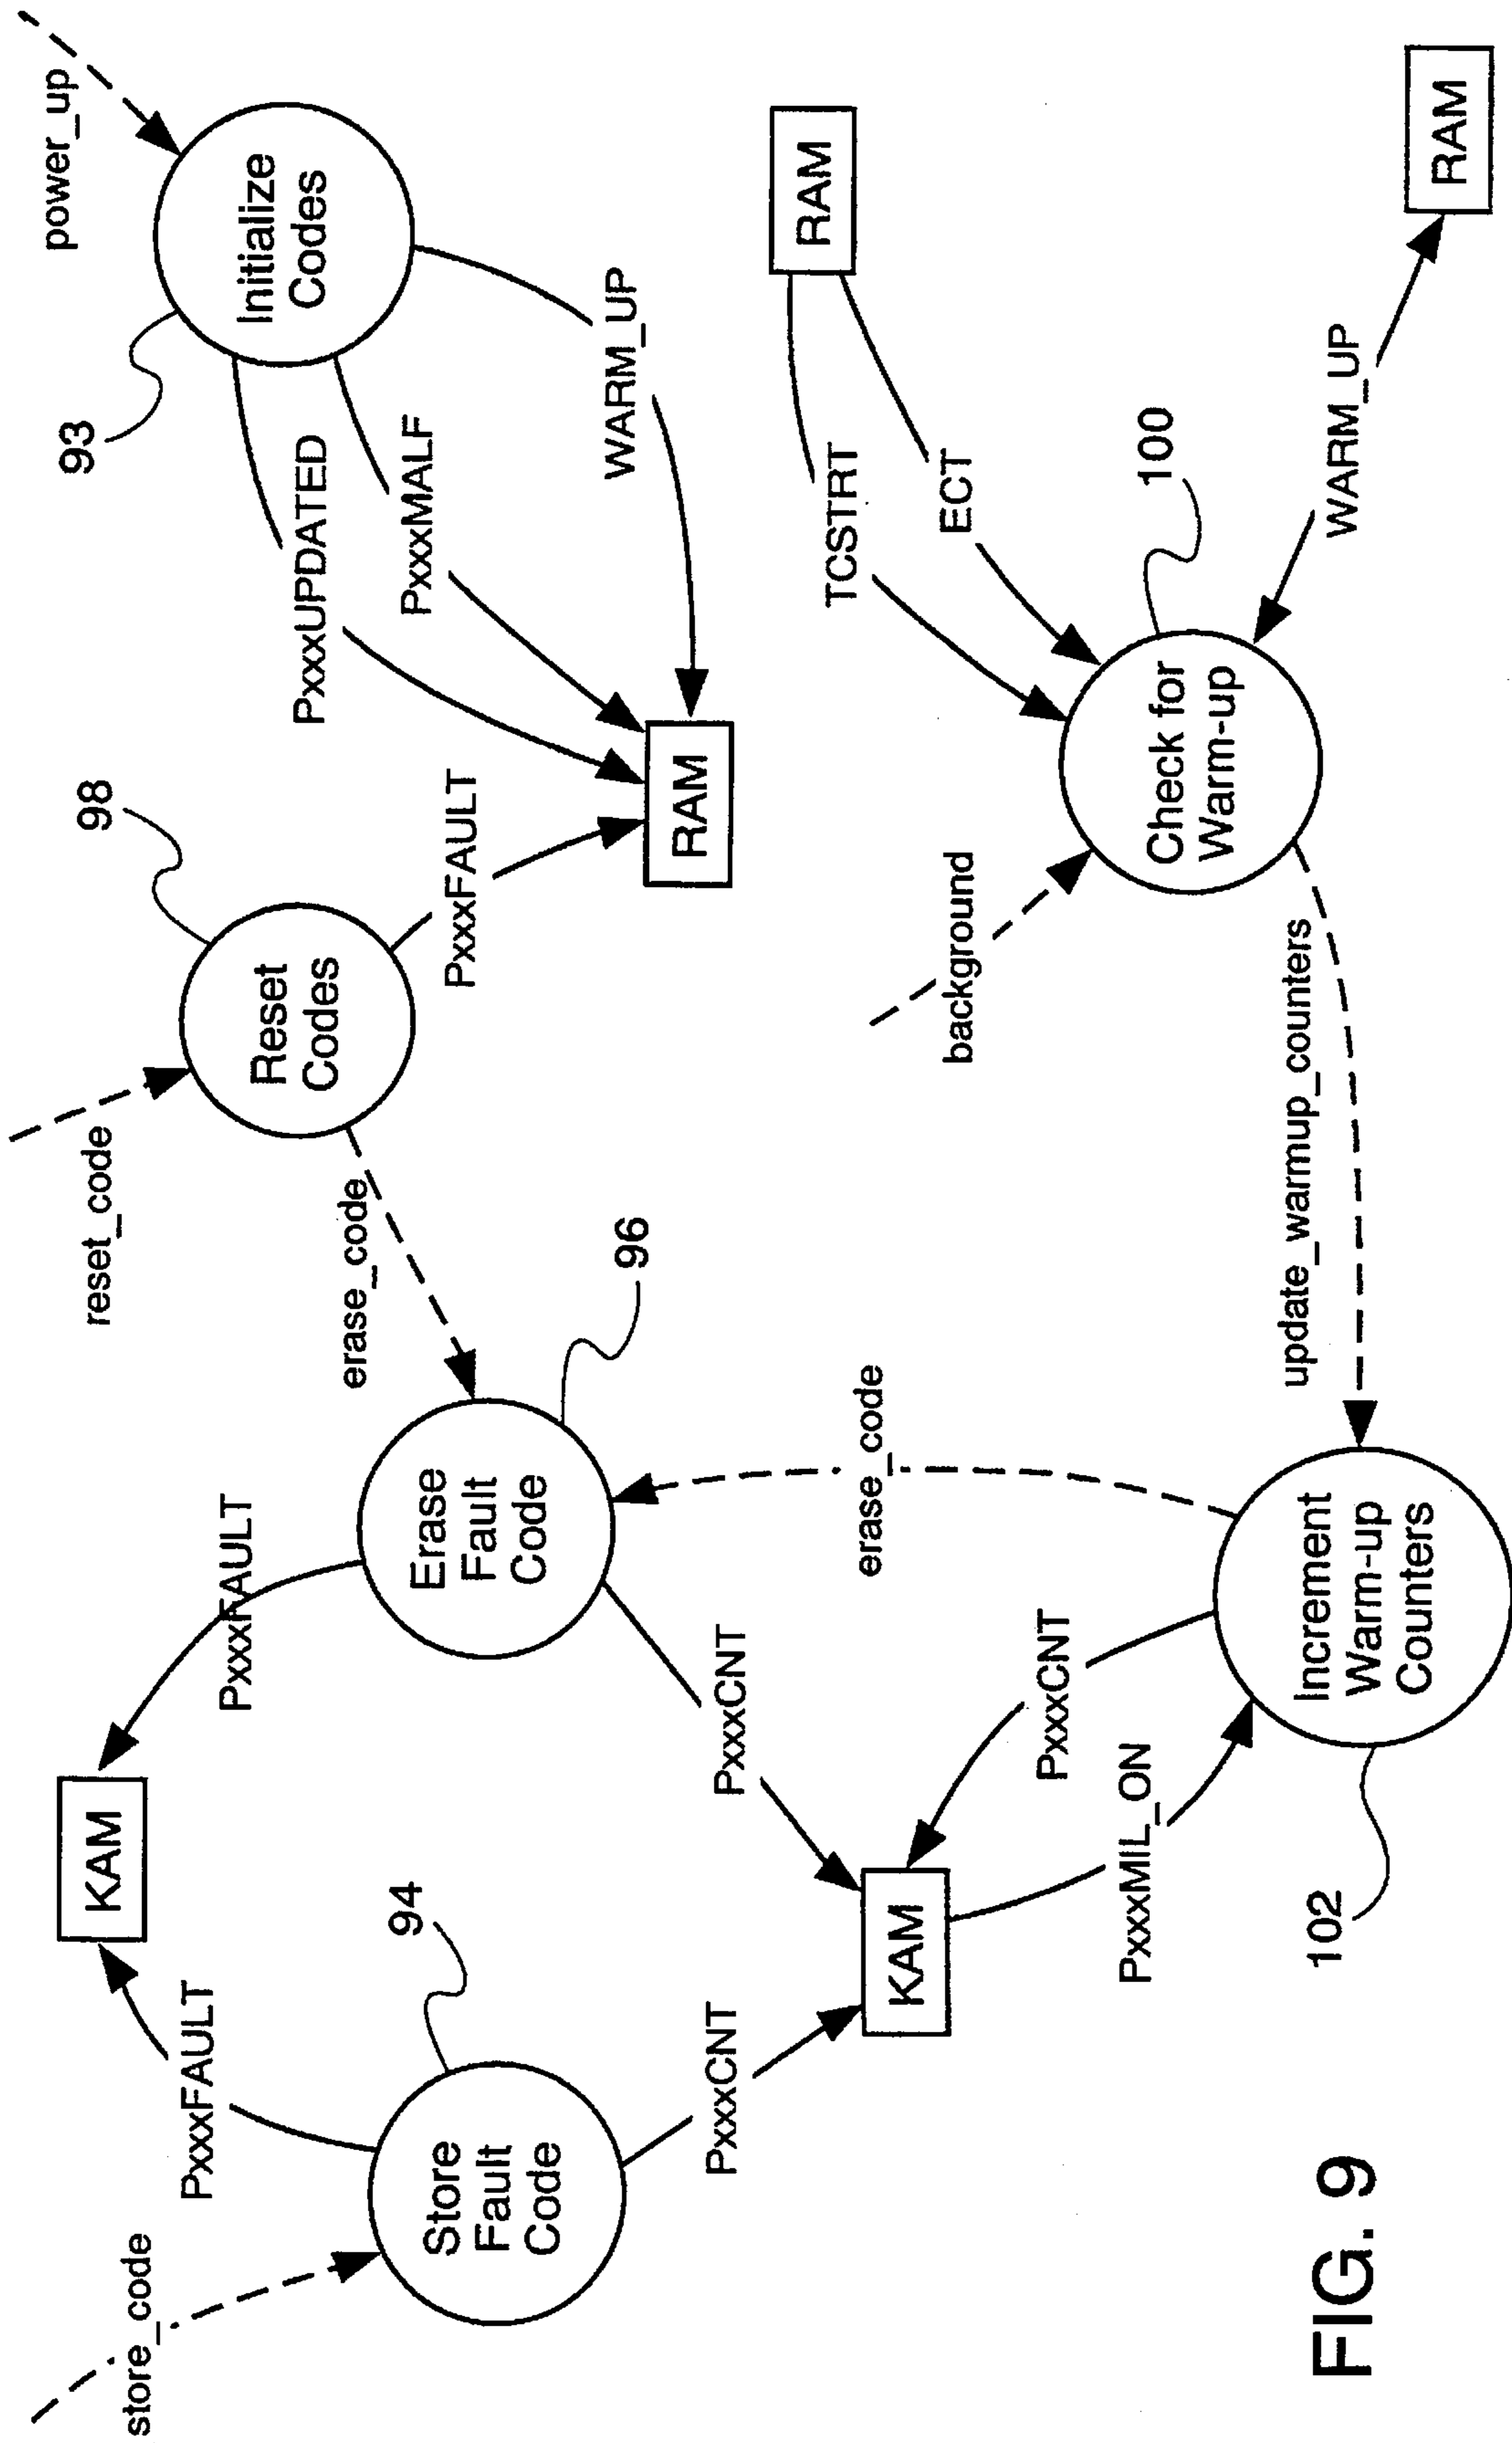 store_code
reset_code
power_up
PxxxFAULT
KAM
PxxxFAULT
94
98
93
Store
Fault
Code
Erase
Fault
Code
erase_code
Reset
Codes
Initialize
Codes
96
PxxxUPDATED
PxxxMALF
PxxxFAULT
WARM_UP
RAM
PxxxCNT
PxxxCNT
KAM
erase_code
background
TCSTRT
ECT
RAM
PxxxCNT
PxxxMIL_ON
100
Check for
Warm-up
update_warmup_counters
WARM_UP
RAM
Increment
Warm-up
Counters
102
FIG. 9